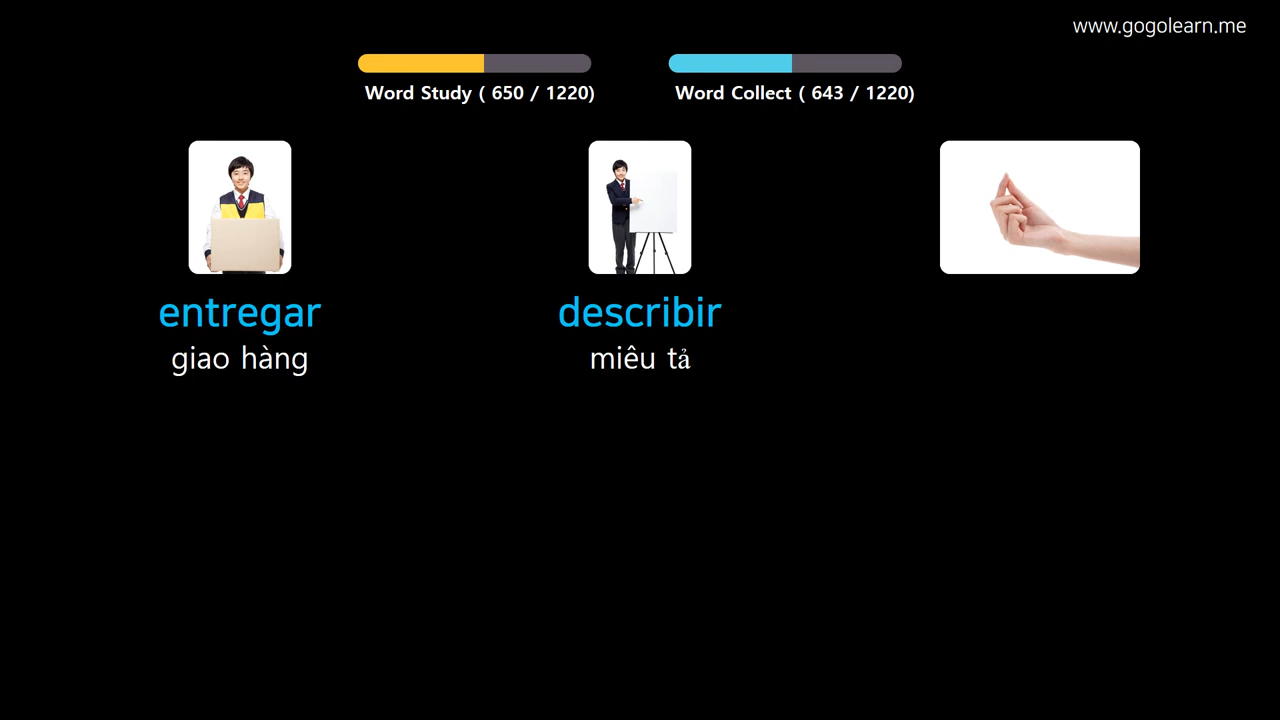 www.gogolearn.me
Word Study ( 650 / 1220)
Word Collect ( 643 / 1220)
entregar
giao hàng
describir
miêu tả